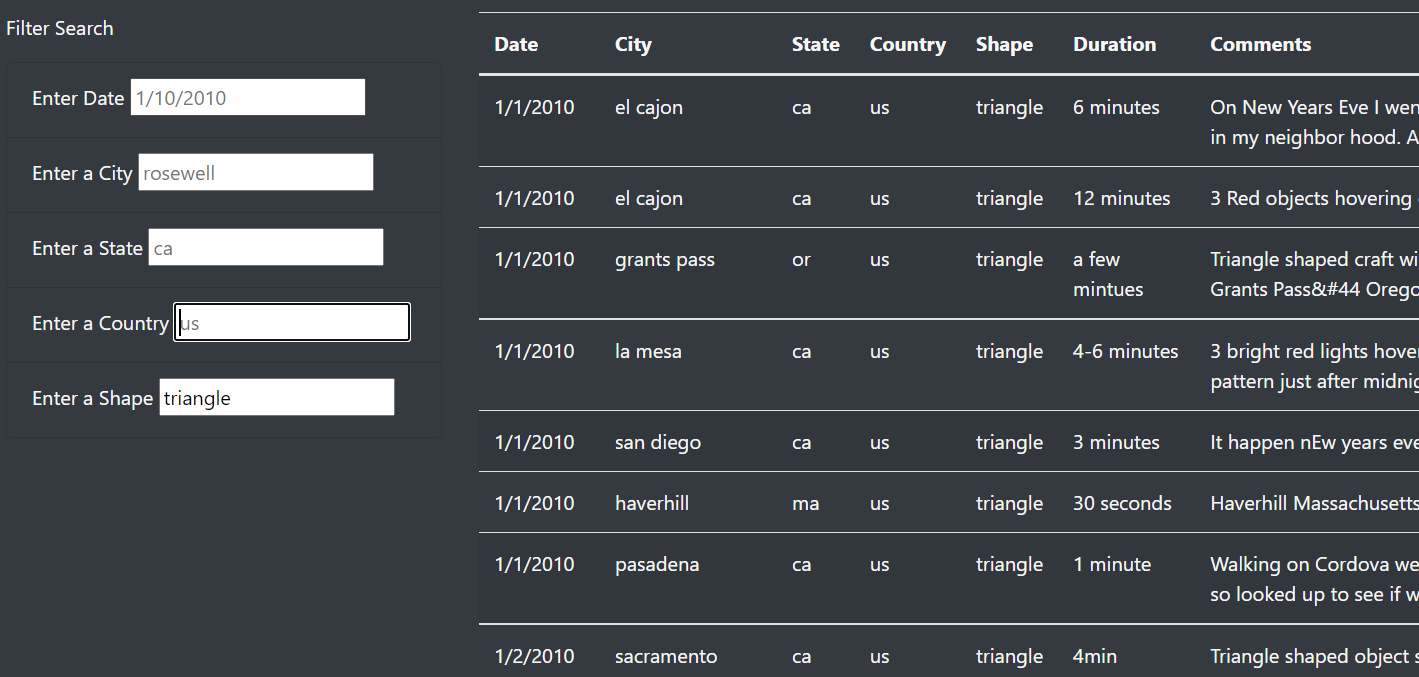 Filter Search
Enter Date 1/10/2010
Enter a City rosewell
Enter a State ca
Enter a Country us
Enter a Shape triangle
Date City State Country Shape Duration Comments
1/1/2010 el cajon ca us triangle 6 minutes On New Years Eve I
in my neighbor hood.
1/1/2010 el cajon ca us triangle 12 minutes 3 Red objects hovering
1/1/2010 grants pass or us triangle a few Triangle shaped craft
mintues Grants Pass&#44
1/1/2010 la mesa ca us triangle 4-6 minutes 3 bright red lights
pattern just after
1/1/2010 san diego ca us triangle 3 minutes It happen nEw years
1/1/2010 haverhill ma us triangle 30 seconds Haverhill Massachusetts
1/1/2010 pasadena ca us triangle 1 minute Walking on Cordova
so looked up to see if
1/2/2010 sacramento ca us triangle 4min Triangle shaped object